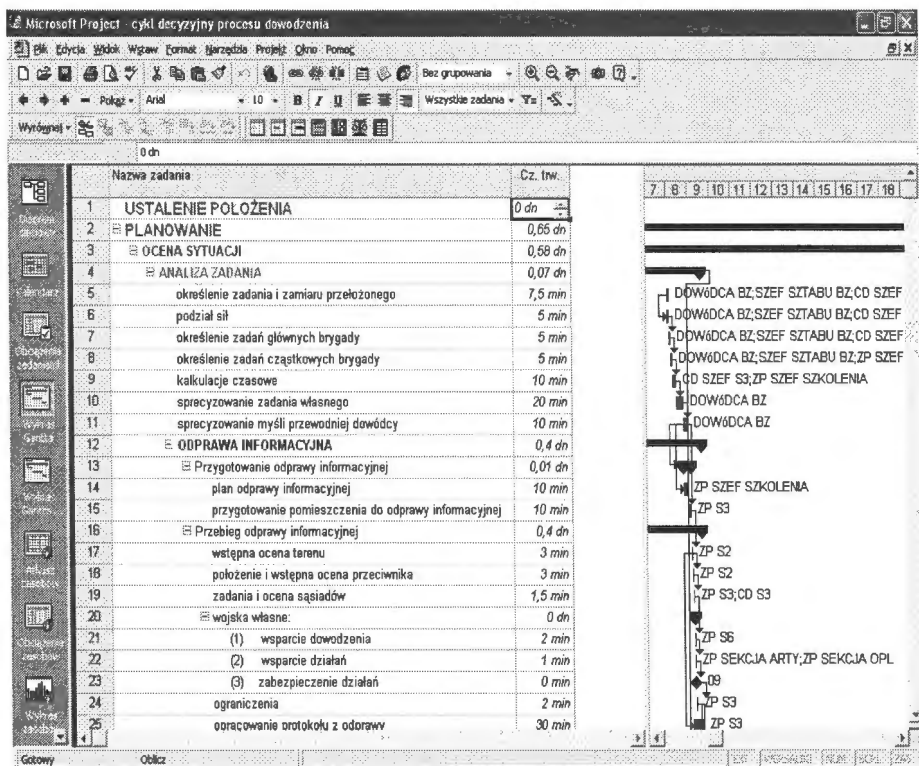 Microsoft Project - cykl decyzyjny procesu dowodzenia
Plik Edycja Widok Wstaw Format Narzędzia Projekt Okno Pomoc
Bez grupowania
Pokaż Arial 10 B I U Wszystkie zadania
Wyrównaj
0 dn
Nazwa zadania Cz. trw.
7 8 9 10 11 12 13 14 15 16 17 18
1 USTALENIE POLOŻENIA 0 dn
2 PLANOWANIE 0,65 dn
3 OCENA SYTUACJI 0,58 dn
4 ANALIZA ZADANIA 0,07 dn
5 określenie zadania i zamiaru przełożonego 7,5 min DOWóDCA BZ;SZEF SZTABU BZ;CD SZEF
6 podział sił 5 min DOWóDCA BZ;SZEF SZTABU BZ;CD SZEF
7 określenie zadań głównych brygady 5 min DOWóDCA BZ;SZEF SZTABU BZ;CD SZEF
8 określenie zadań cząstkowych brygady 5 min DOWóDCA BZ;SZEF SZTABU BZ;ZP SZEF
9 kalkulacje czasowe 10 min CD SZEF S3;ZP SZEF SZKOLENIA
10 sprecyzowanie zadania własnego 20 min DOWóDCA BZ
11 sprecyzowanie myśli przewodniej dowódcy 10 min DOWóDCA BZ
12 ODPRAWA INFORMACYJNA 0,4 dn
13 Przygotowanie odprawy informacyjnej 0,01 dn
14 plan odprawy informacyjnej 10 min ZP SZEF SZKOLENIA
15 przygotowanie pomieszczenia do odprawy informacyjnej 10 min ZP S3
16 Przebieg odprawy informacyjnej 0,4 dn
17 wstępna ocena terenu 3 min ZP S2
18 położenie i wstępna ocena przeciwnika 3 min ZP S2
19 zadania i ocena sąsiadów 1,5 min ZP S3;CD S3
20 wojska własne: 0 dn
21 (1) wsparcie dowodzenia 2 min ZP S6
22 (2) wsparcie działań 1 min ZP SEKCJA ARTY;ZP SEKCJA OPL
23 (3) zabezpieczenie działań 0 min 09
24 ograniczenia 2 min ZP S3
25 opracowanie protokołu z odprawy 30 min ZP S3
Kalendarz
Wykres Gantta
Gotowy Oblicz